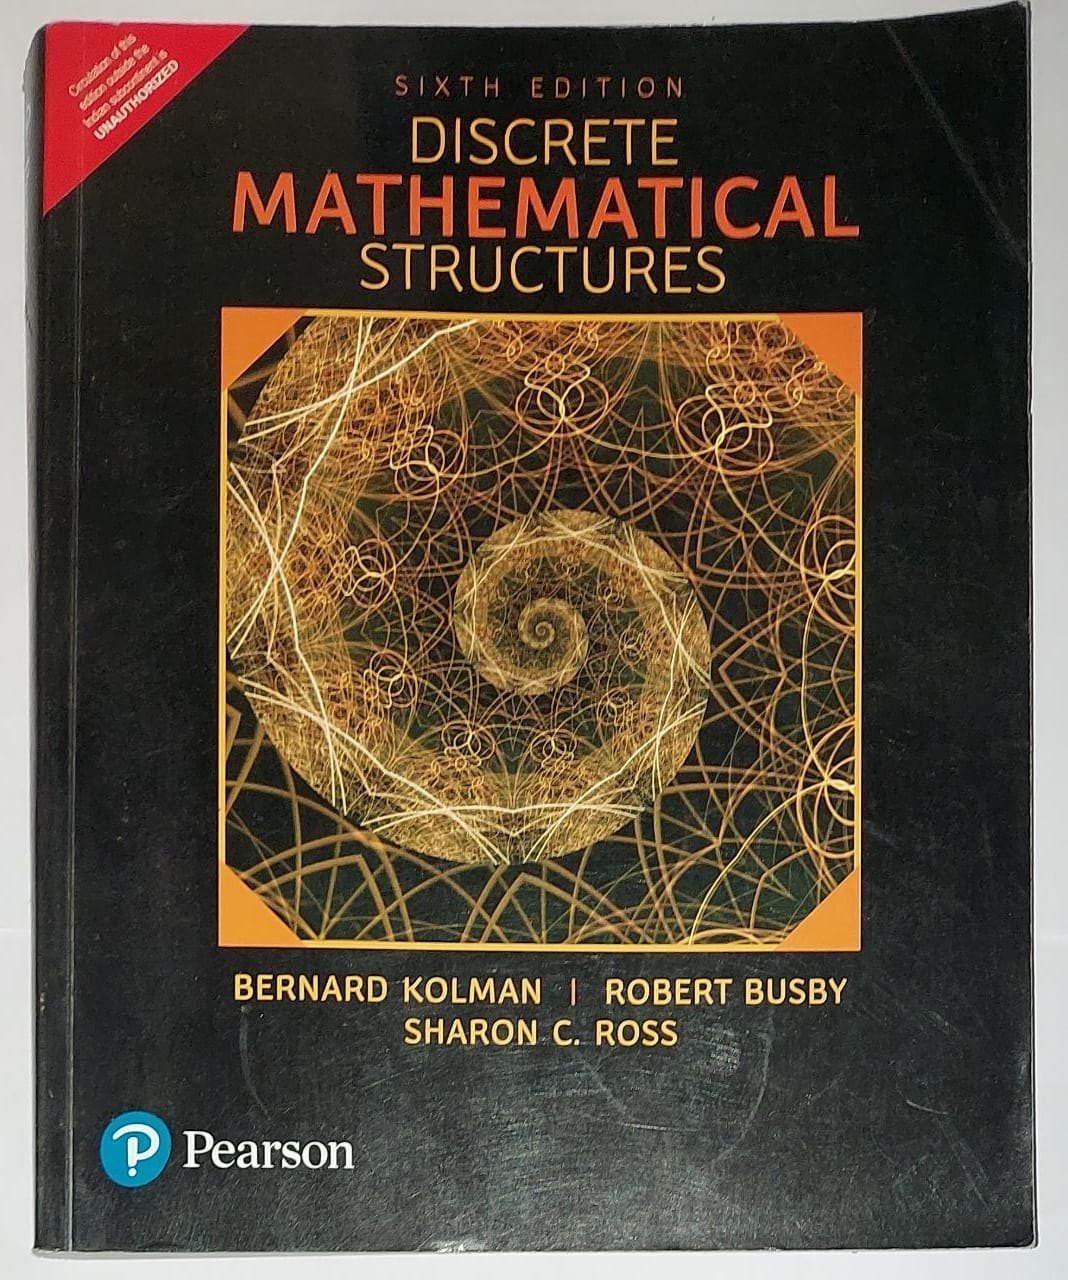 Circulation of this
edition outside the
Indian subcontinent is
UNAUTHORIZED
SIXTH EDITION
DISCRETE
MATHEMATICAL
STRUCTURES
BERNARD KOLMAN | ROBERT BUSBY
SHARON C. ROSS
Pearson